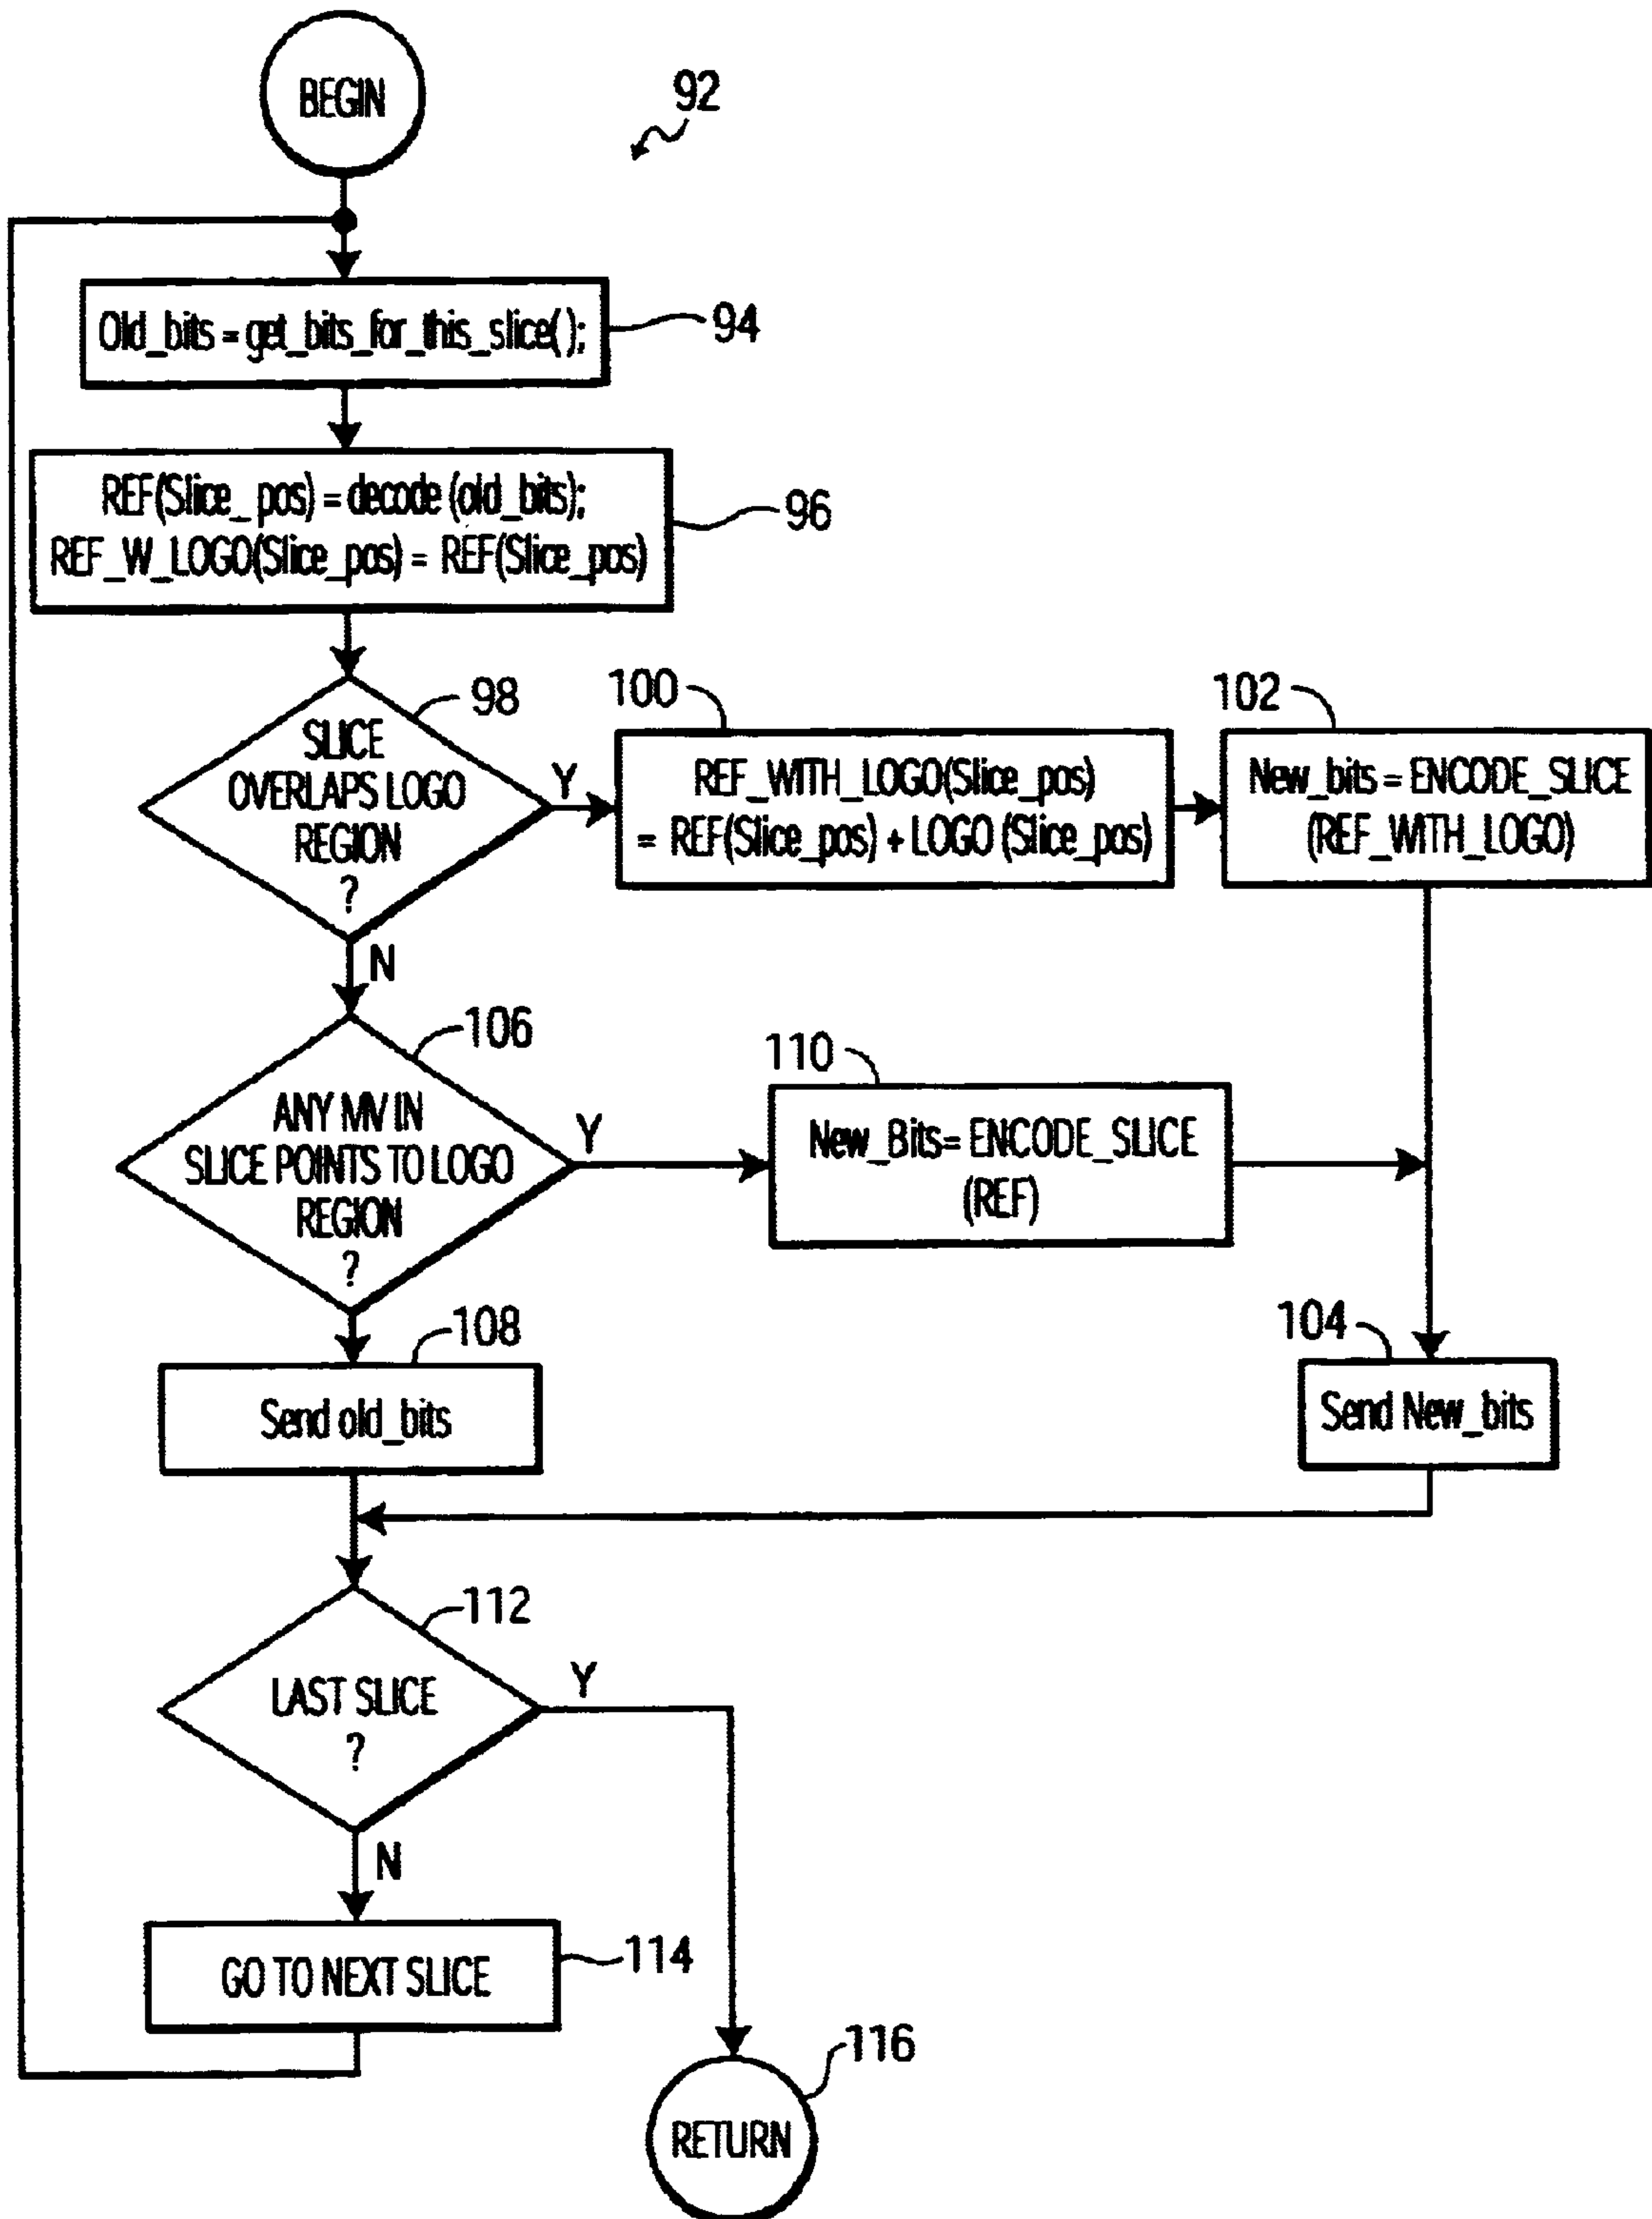 BEGIN
92
Old_bits = get_bits_for_this_slice( );
94
REF(Slice_ pos) = decode (old_bits);
REF_W_LOGO(Slice_pos) = REF(Slice_pos)
96
98
SLICE
OVERLAPS LOGO
REGION
?
Y
N
100
REF_WITH_LOGO(Slice_pos)
= REF(Slice_pos) + LOGO (Slice_pos)
102
New_bits = ENCODE_SLICE
(REF_WITH_LOGO)
106
ANY MV IN
SLICE POINTS TO LOGO
REGION
?
Y
110
New_Bits= ENCODE_SLICE
(REF)
108
Send old_bits
104
Send New_bits
112
LAST SLICE
?
Y
N
GO TO NEXT SLICE
114
116
RETURN